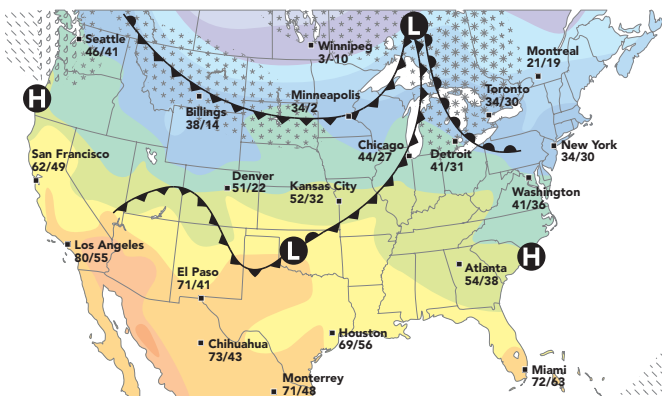 L
Seattle
46/41
Winnipeg
3/-10
Montreal
21/19
H
Billings
38/14
Minneapolis
34/2
Toronto
34/30
San Francisco
62/49
Chicago
44/27
Detroit
41/31
New York
34/30
Denver
51/22
Kansas City
52/32
Washington
41/36
Los Angeles
80/55
L
H
El Paso
71/41
Atlanta
54/38
Chihuahua
73/43
Houston
69/56
Monterrey
71/48
Miami
72/63